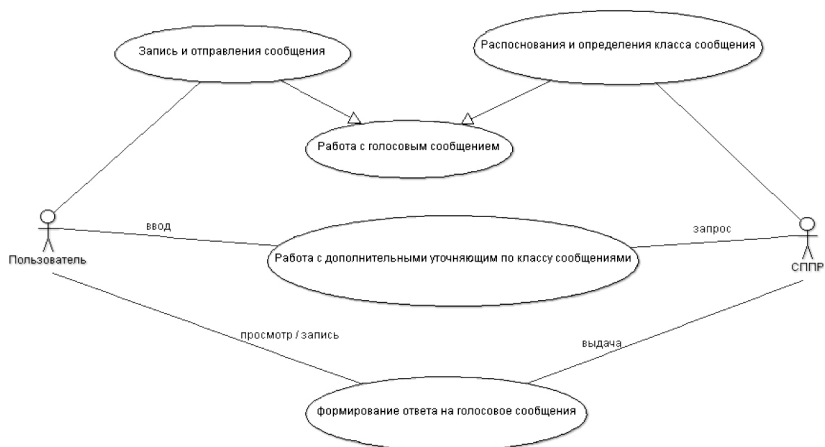 Запись и отправления сообщения
Распоснования и определения класса сообщения
Работа с голосовым сообщением
ввод
запрос
Пользователь
Работа с дополнительными уточняющим по классу сообщениями
СППР
просмотр / запись
выдача
формирование ответа на голосовое сообщения